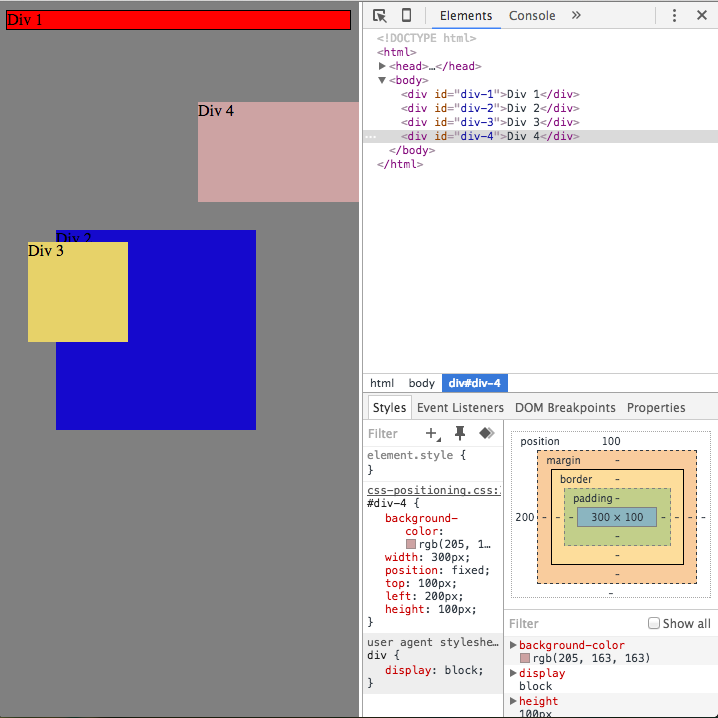 Div 1
Div 4
Div 2
Div 3
Elements Console »
<!DOCTYPE html>
<html>
<head>…</head>
<body>
<div id="div-1">Div 1</div>
<div id="div-2">Div 2</div>
<div id="div-3">Div 3</div>
<div id="div-4">Div 4</div>
</body>
</html>
html body div#div-4
Styles Event Listeners DOM Breakpoints Properties
Filter
element.style {
}
css-positioning.css:
#div-4 {
background-
color:
rgb(205, 1…
width: 300px;
position: fixed;
top: 100px;
left: 200px;
height: 100px;
}
user agent styleshe…
div {
display: block;
}
position 100
margin -
border -
padding -
200 - - - 300 × 100 - - - -
-
-
-
-
Filter Show all
background-color
rgb(205, 163, 163)
display
block
height
100px